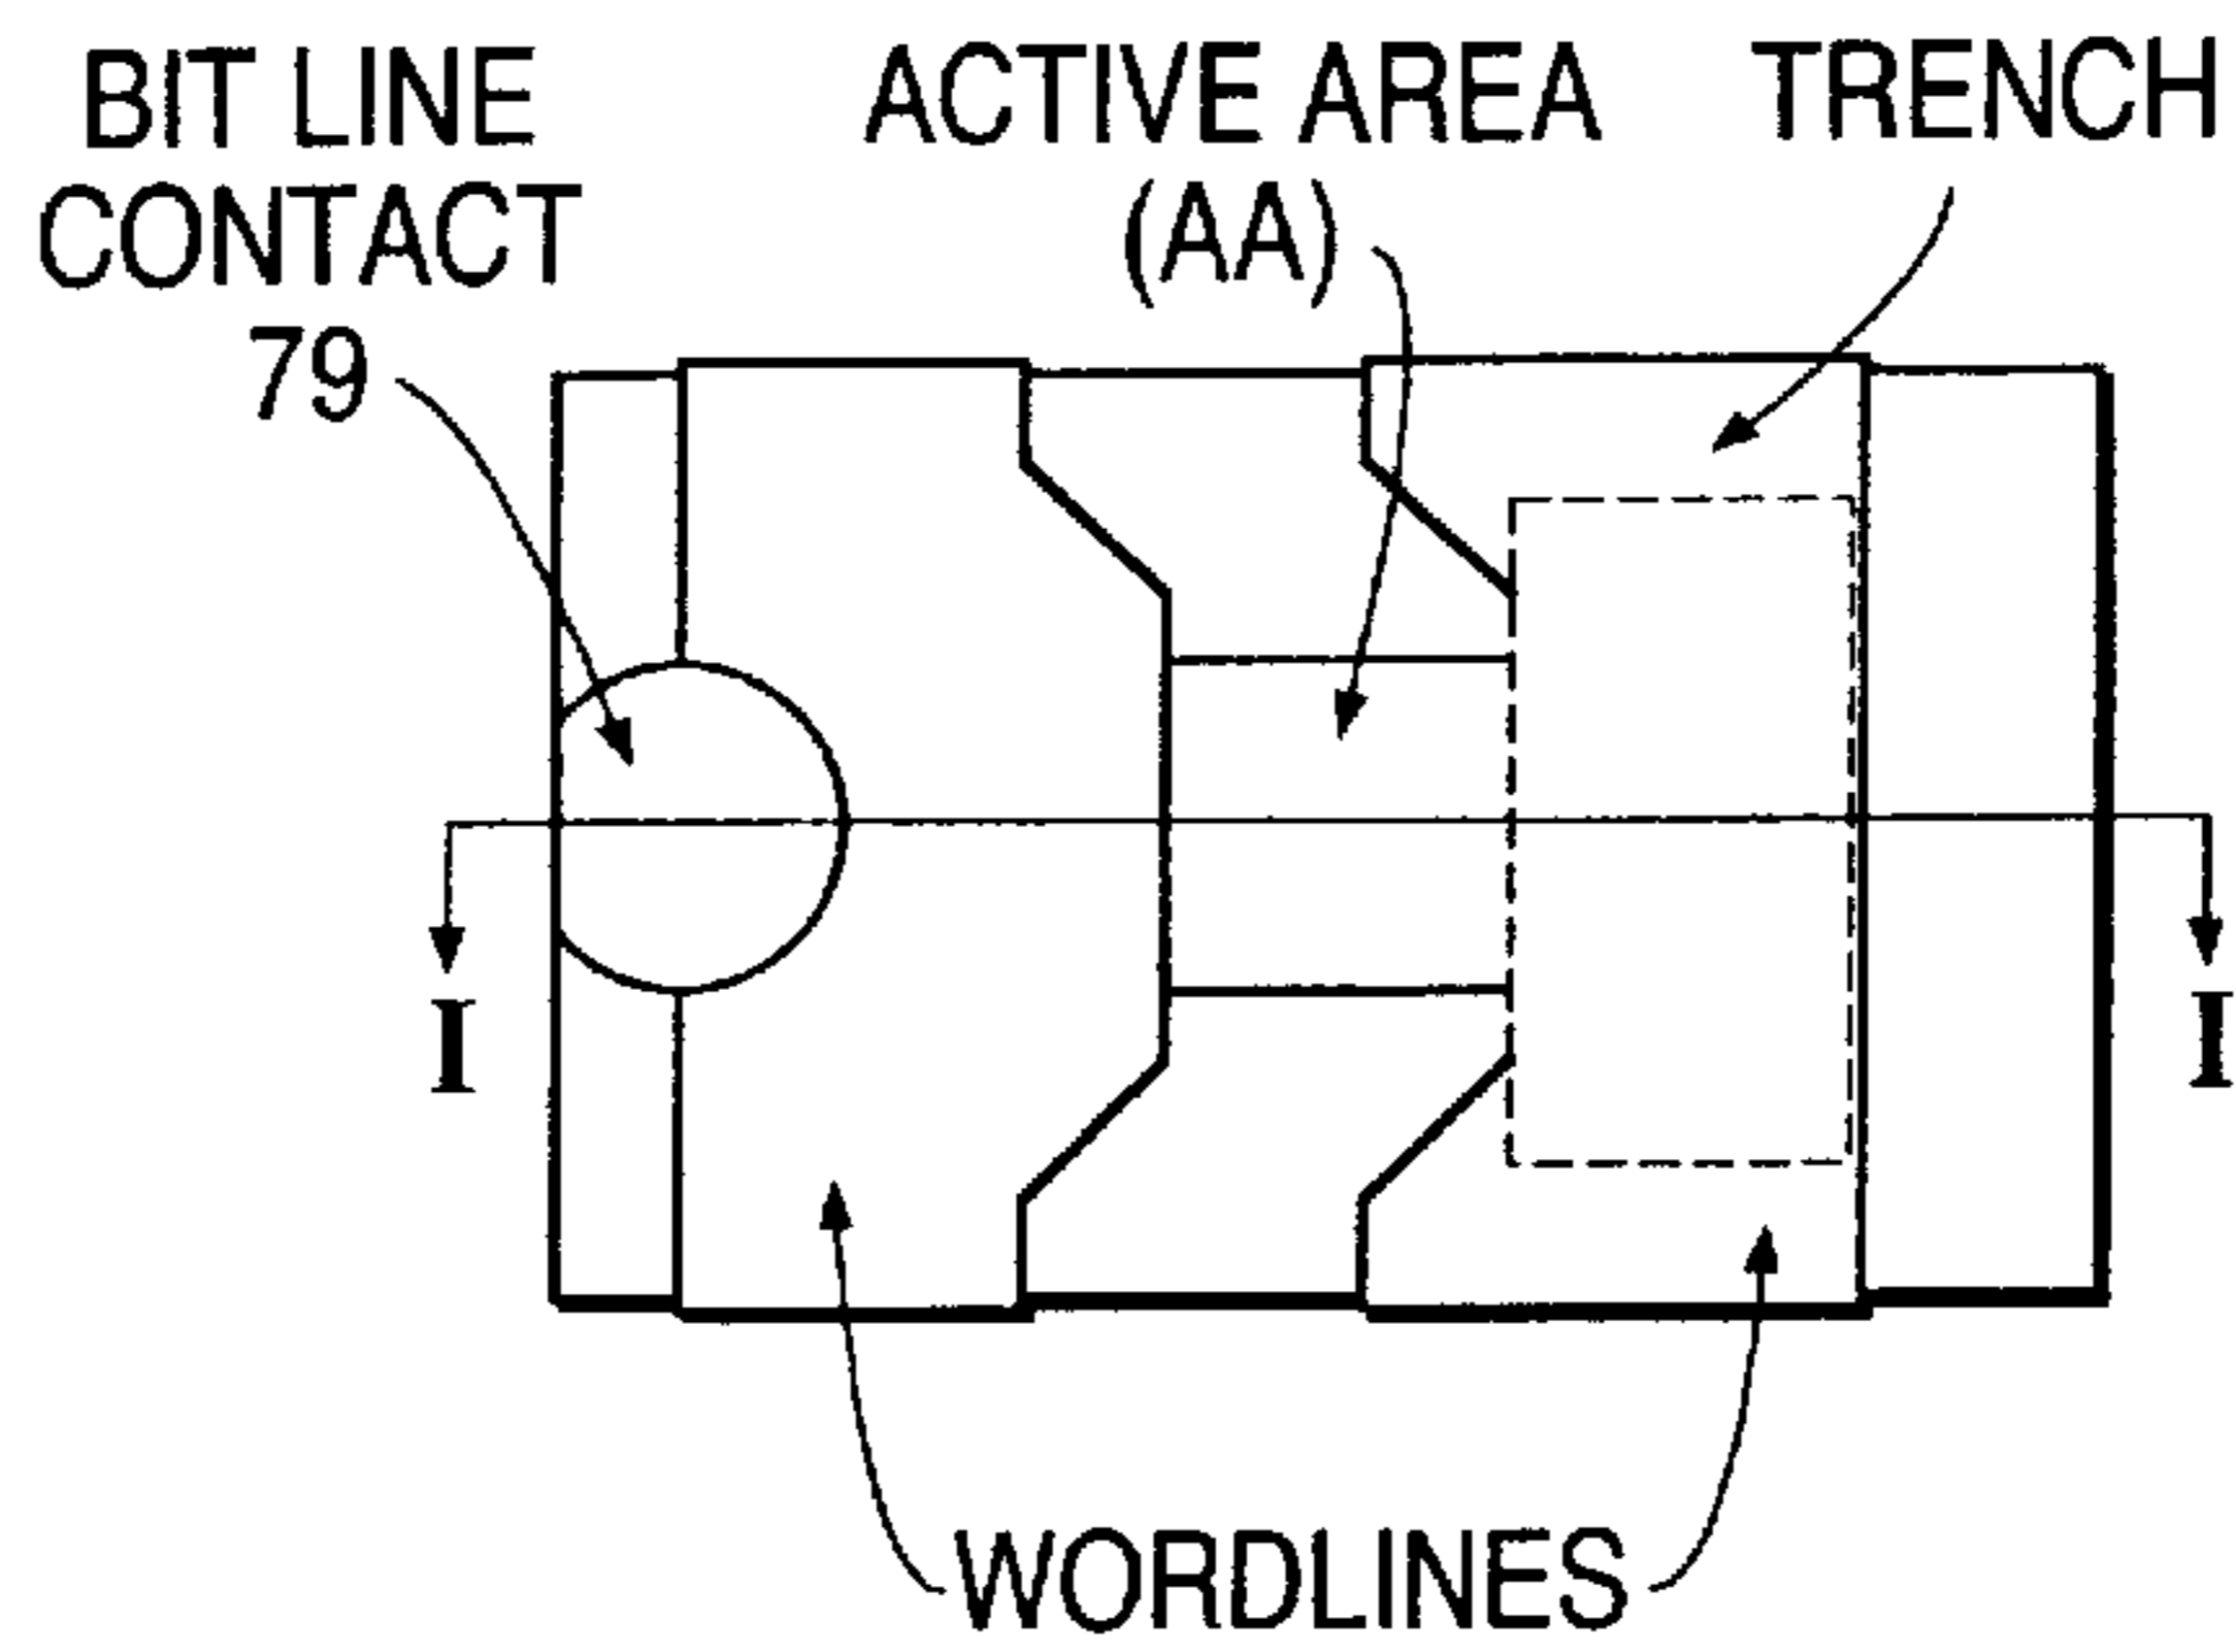 BIT LINE
CONTACT
79
ACTIVE AREA
(AA)
TRENCH
I
I
WORDLINES